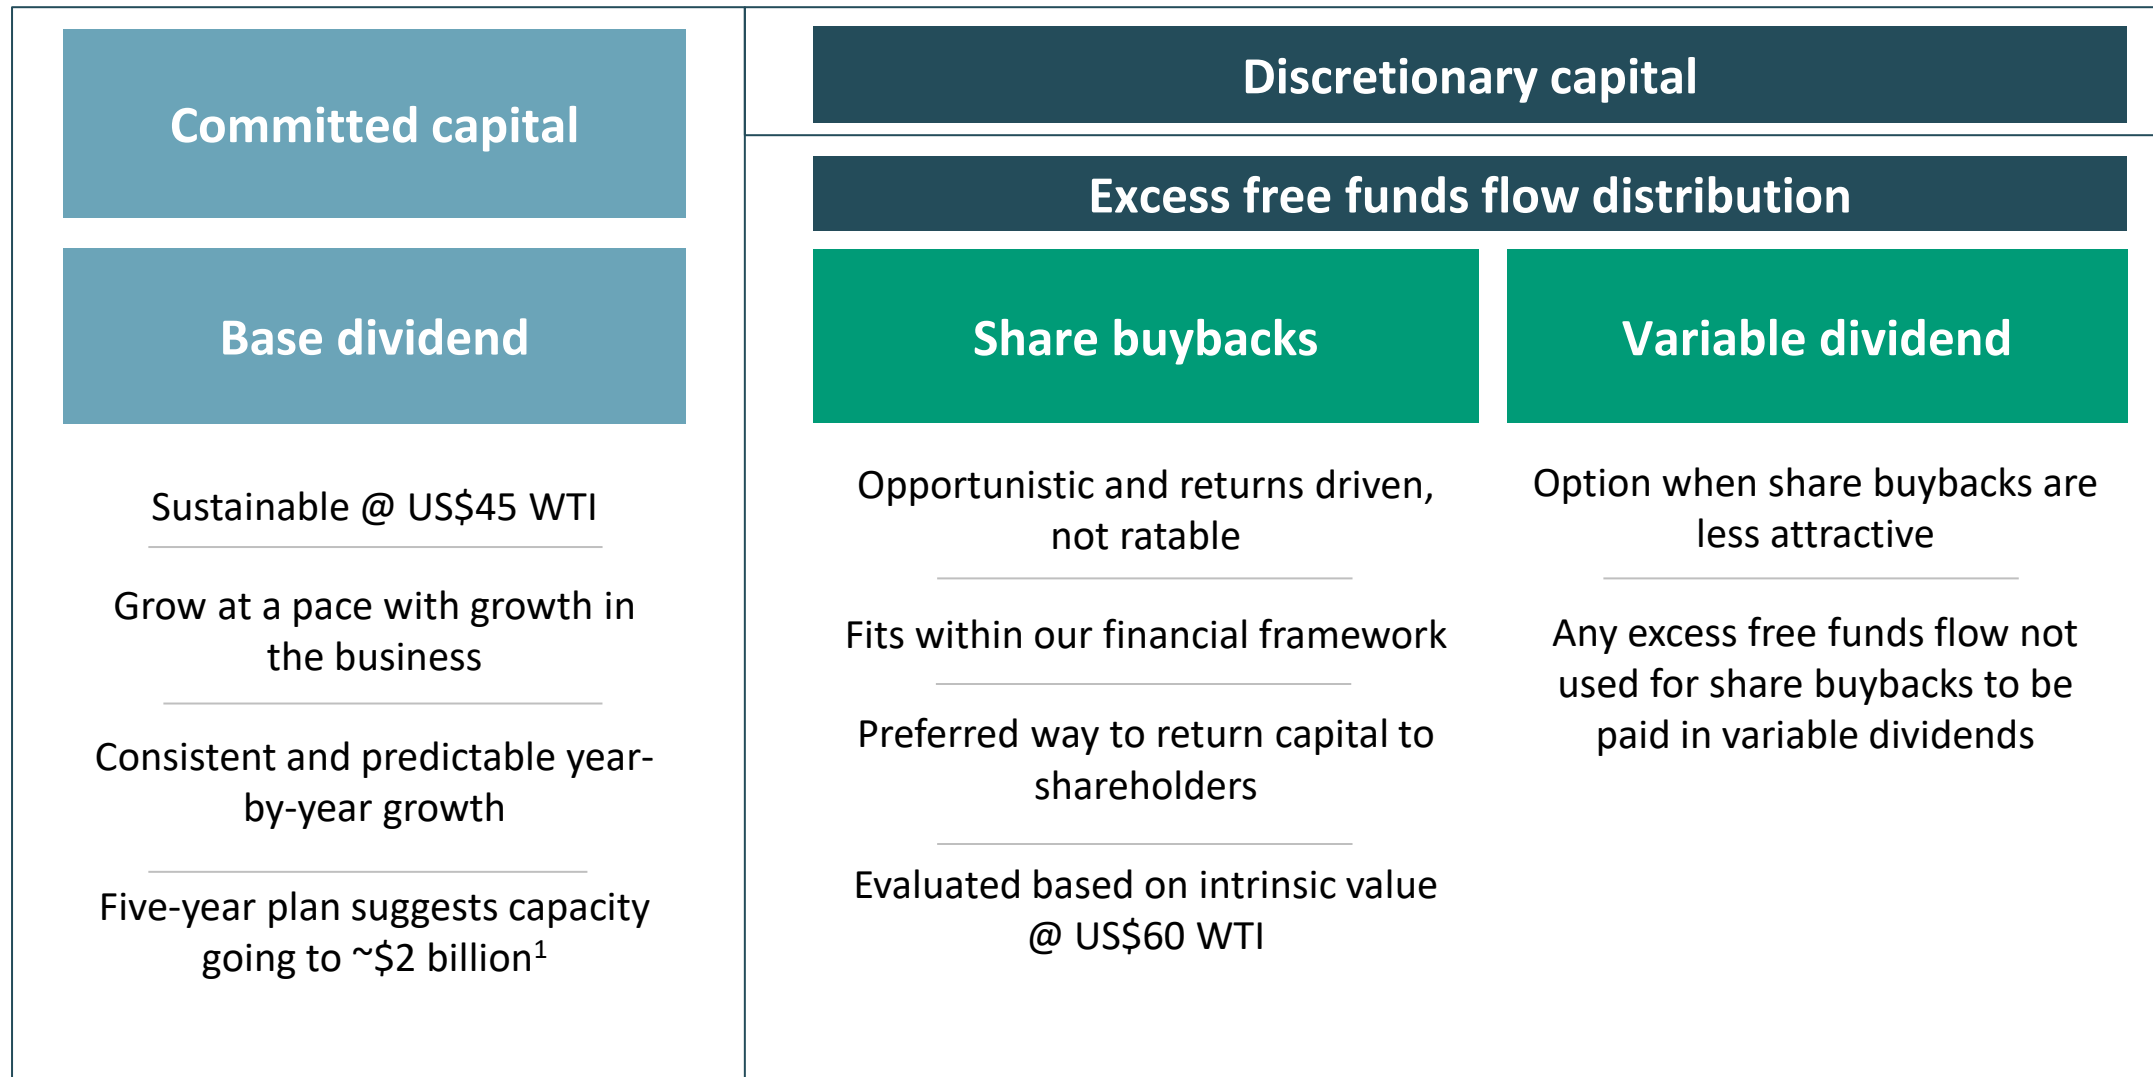 Committed capital
Base dividend
Sustainable @ US$45 WTI
Grow at a pace with growth in
the business
Consistent and predictable year-
by-year growth
Five-year plan suggests capacity
going to ~$2 billion¹
Discretionary capital
Excess free funds flow distribution
Share buybacks
Opportunistic and returns driven,
not ratable
Fits within our financial framework
Preferred way to return capital to
shareholders
Evaluated based on intrinsic value
@ US$60 WTI
Variable dividend
Option when share buybacks are
less attractive
Any excess free funds flow not
used for share buybacks to be
paid in variable dividends